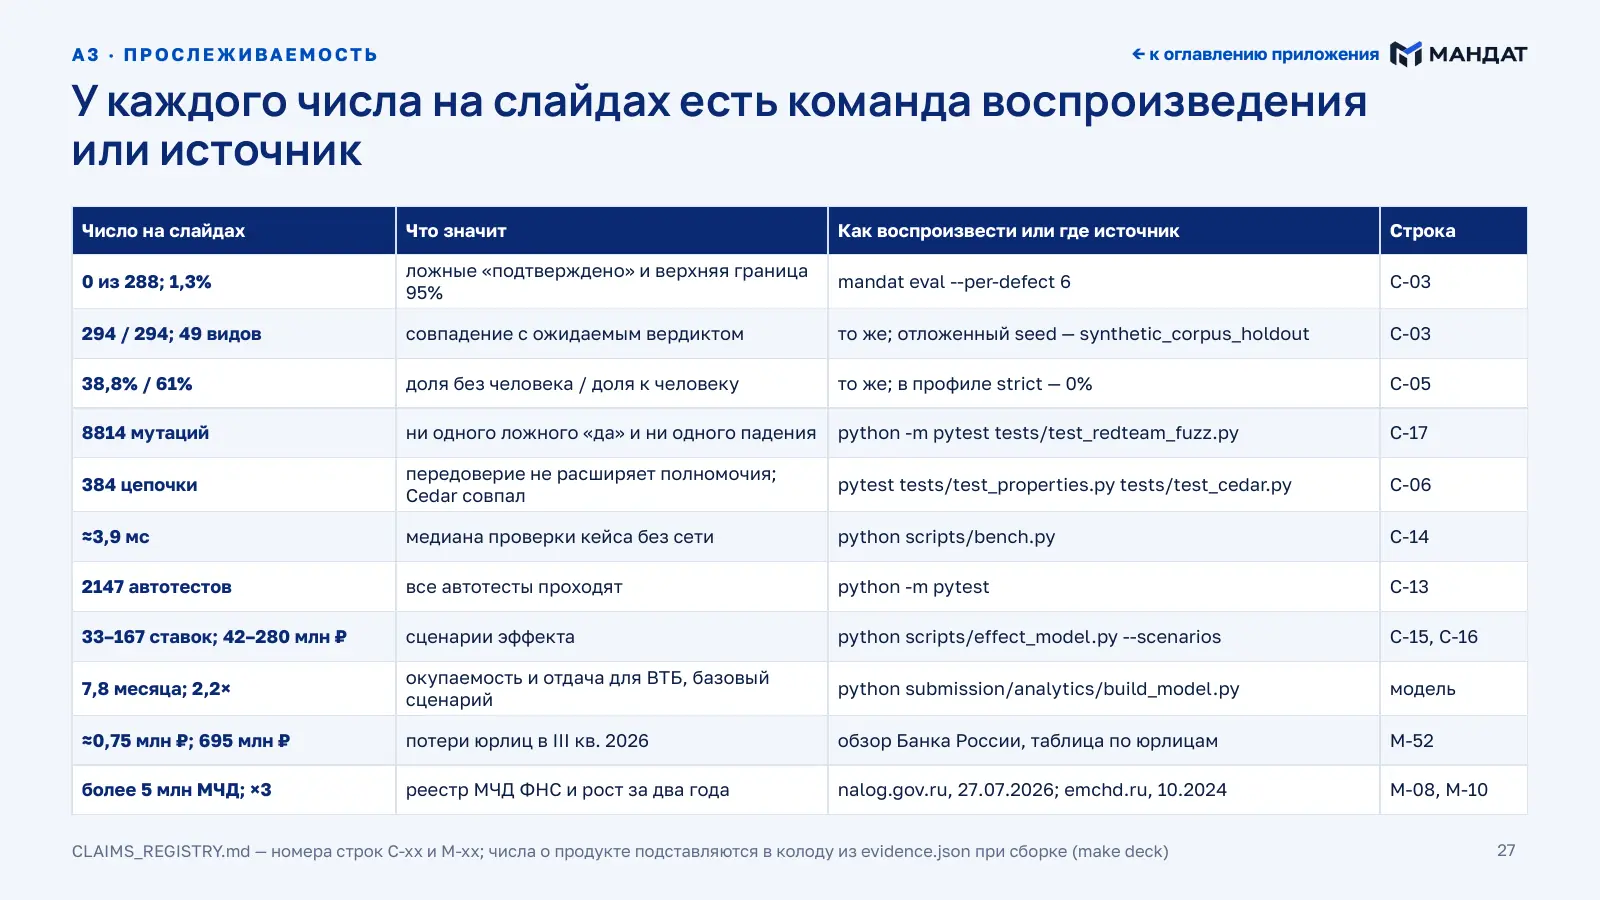 А3 · ПРОСЛЕЖИВАЕМОСТЬ
← к оглавлению приложения
МАНДАТ
У каждого числа на слайдах есть команда воспроизведения
или источник
Число на слайдах
Что значит
Как воспроизвести или где источник
Строка
0 из 288; 1,3%
ложные «подтверждено» и верхняя граница
95%
mandat eval --per-defect 6
C-03
294 / 294; 49 видов
совпадение с ожидаемым вердиктом
то же; отложенный seed — synthetic_corpus_holdout
C-03
38,8% / 61%
доля без человека / доля к человеку
то же; в профиле strict — 0%
C-05
8814 мутаций
ни одного ложного «да» и ни одного падения
python -m pytest tests/test_redteam_fuzz.py
C-17
384 цепочки
передоверие не расширяет полномочия;
Cedar совпал
pytest tests/test_properties.py tests/test_cedar.py
C-06
≈3,9 мс
медиана проверки кейса без сети
python scripts/bench.py
C-14
2147 автотестов
все автотесты проходят
python -m pytest
C-13
33–167 ставок; 42–280 млн ₽
сценарии эффекта
python scripts/effect_model.py --scenarios
C-15, C-16
7,8 месяца; 2,2×
окупаемость и отдача для ВТБ, базовый
сценарий
python submission/analytics/build_model.py
модель
≈0,75 млн ₽; 695 млн ₽
потери юрлиц в III кв. 2026
обзор Банка России, таблица по юрлицам
M-52
более 5 млн МЧД; ×3
реестр МЧД ФНС и рост за два года
nalog.gov.ru, 27.07.2026; emchd.ru, 10.2024
M-08, M-10
CLAIMS_REGISTRY.md — номера строк C-xx и M-xx; числа о продукте подставляются в колоду из evidence.json при сборке (make deck)
27